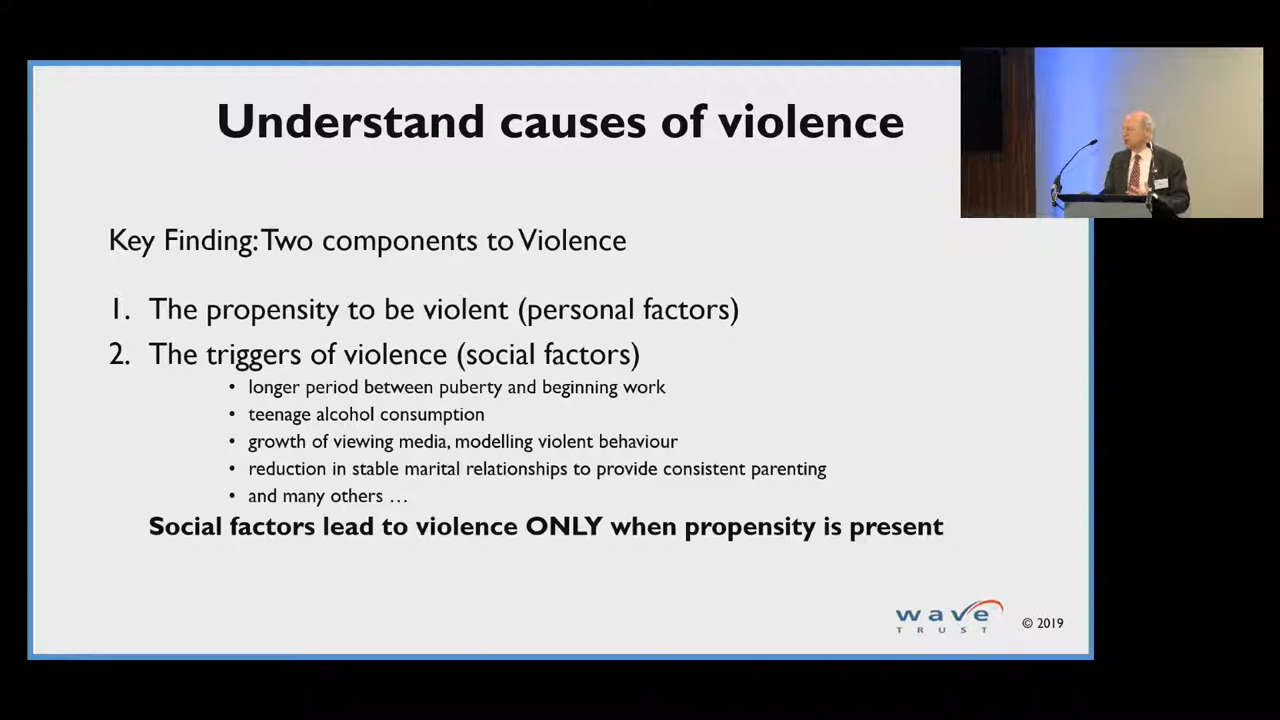 Understand causes of violence
Key Finding: Two components to Violence
1. The propensity to be violent (personal factors)
2. The triggers of violence (social factors)
• longer period between puberty and beginning work
• teenage alcohol consumption
• growth of viewing media, modelling violent behaviour
• reduction in stable marital relationships to provide consistent parenting
• and many others …
Social factors lead to violence ONLY when propensity is present
wave
TRUST
© 2019